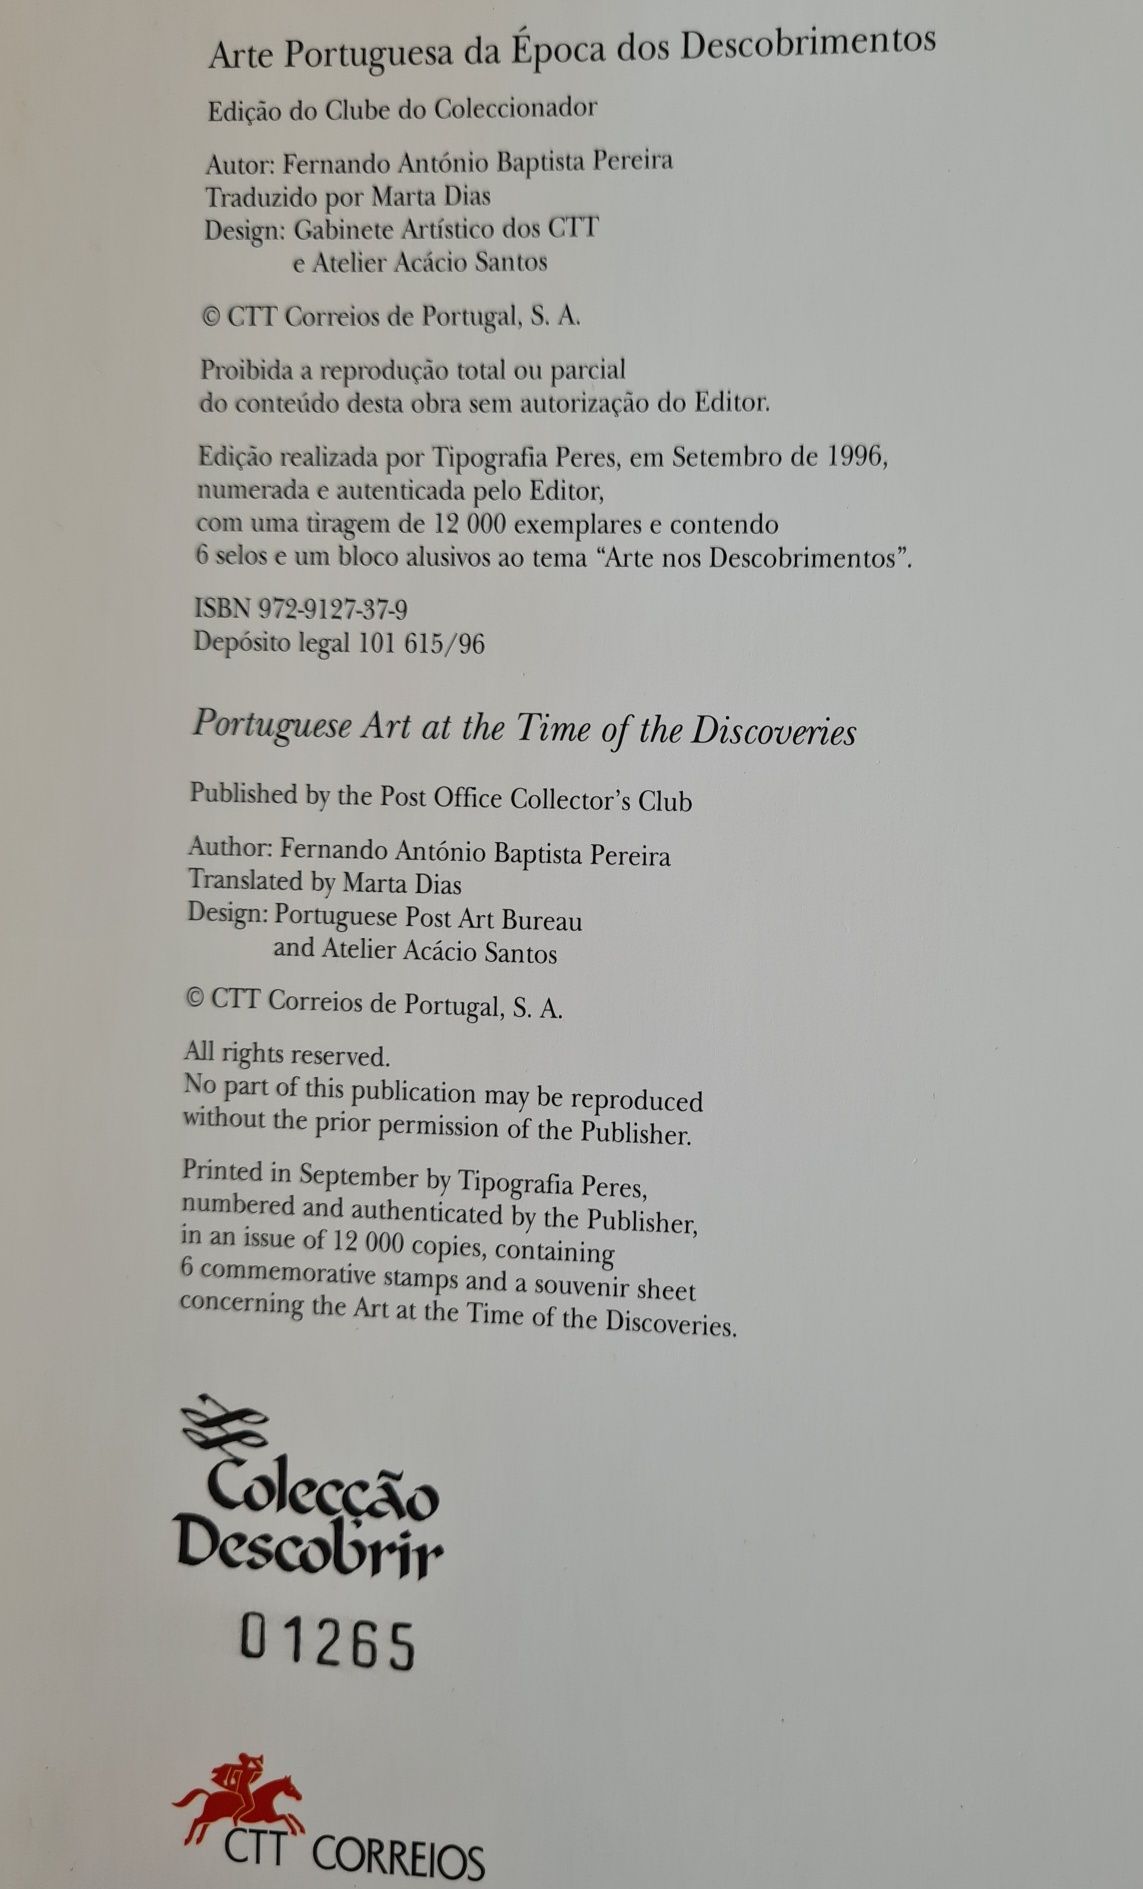 Arte Portuguesa da Época dos Descobrimentos
Edição do Clube do Coleccionador
Autor: Fernando António Baptista Pereira
Traduzido por Marta Dias
Design: Gabinete Artístico dos CTT
e Atelier Acácio Santos
© CTT Correios de Portugal, S. A.
Proibida a reprodução total ou parcial
do conteúdo desta obra sem autorização do Editor.
Edição realizada por Tipografia Peres, em Setembro de 1996,
numerada e autenticada pelo Editor,
com uma tiragem de 12 000 exemplares e contendo
6 selos e um bloco alusivos ao tema “Arte nos Descobrimentos”.
ISBN 972-9127-37-9
Depósito legal 101 615/96
Portuguese Art at the Time of the Discoveries
Published by the Post Office Collector’s Club
Author: Fernando António Baptista Pereira
Translated by Marta Dias
Design: Portuguese Post Art Bureau
and Atelier Acácio Santos
© CTT Correios de Portugal, S. A.
All rights reserved.
No part of this publication may be reproduced
without the prior permission of the Publisher.
Printed in September by Tipografia Peres,
numbered and authenticated by the Publisher,
in an issue of 12 000 copies, containing
6 commemorative stamps and a souvenir sheet
concerning the Art at the Time of the Discoveries.
Colecção
Descobrir
01265
CTT CORREIOS